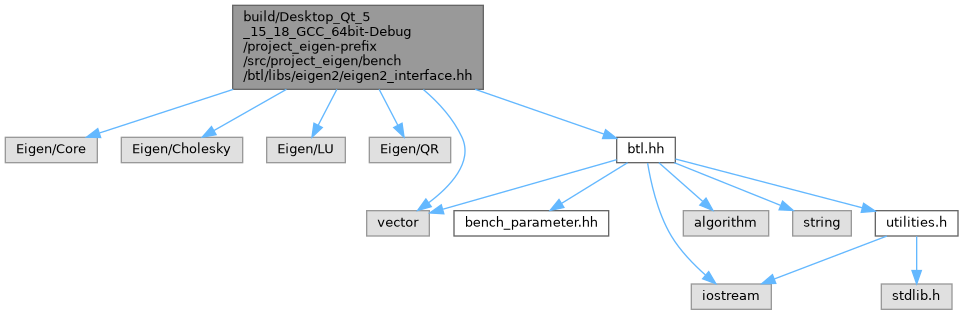 build/Desktop_Qt_5
_15_18_GCC_64bit-Debug
/project_eigen-prefix
/src/project_eigen/bench
/btl/libs/eigen2/eigen2_interface.hh
Eigen/Core
Eigen/Cholesky
Eigen/LU
Eigen/QR
btl.hh
vector
bench_parameter.hh
algorithm
string
utilities.h
iostream
stdlib.h